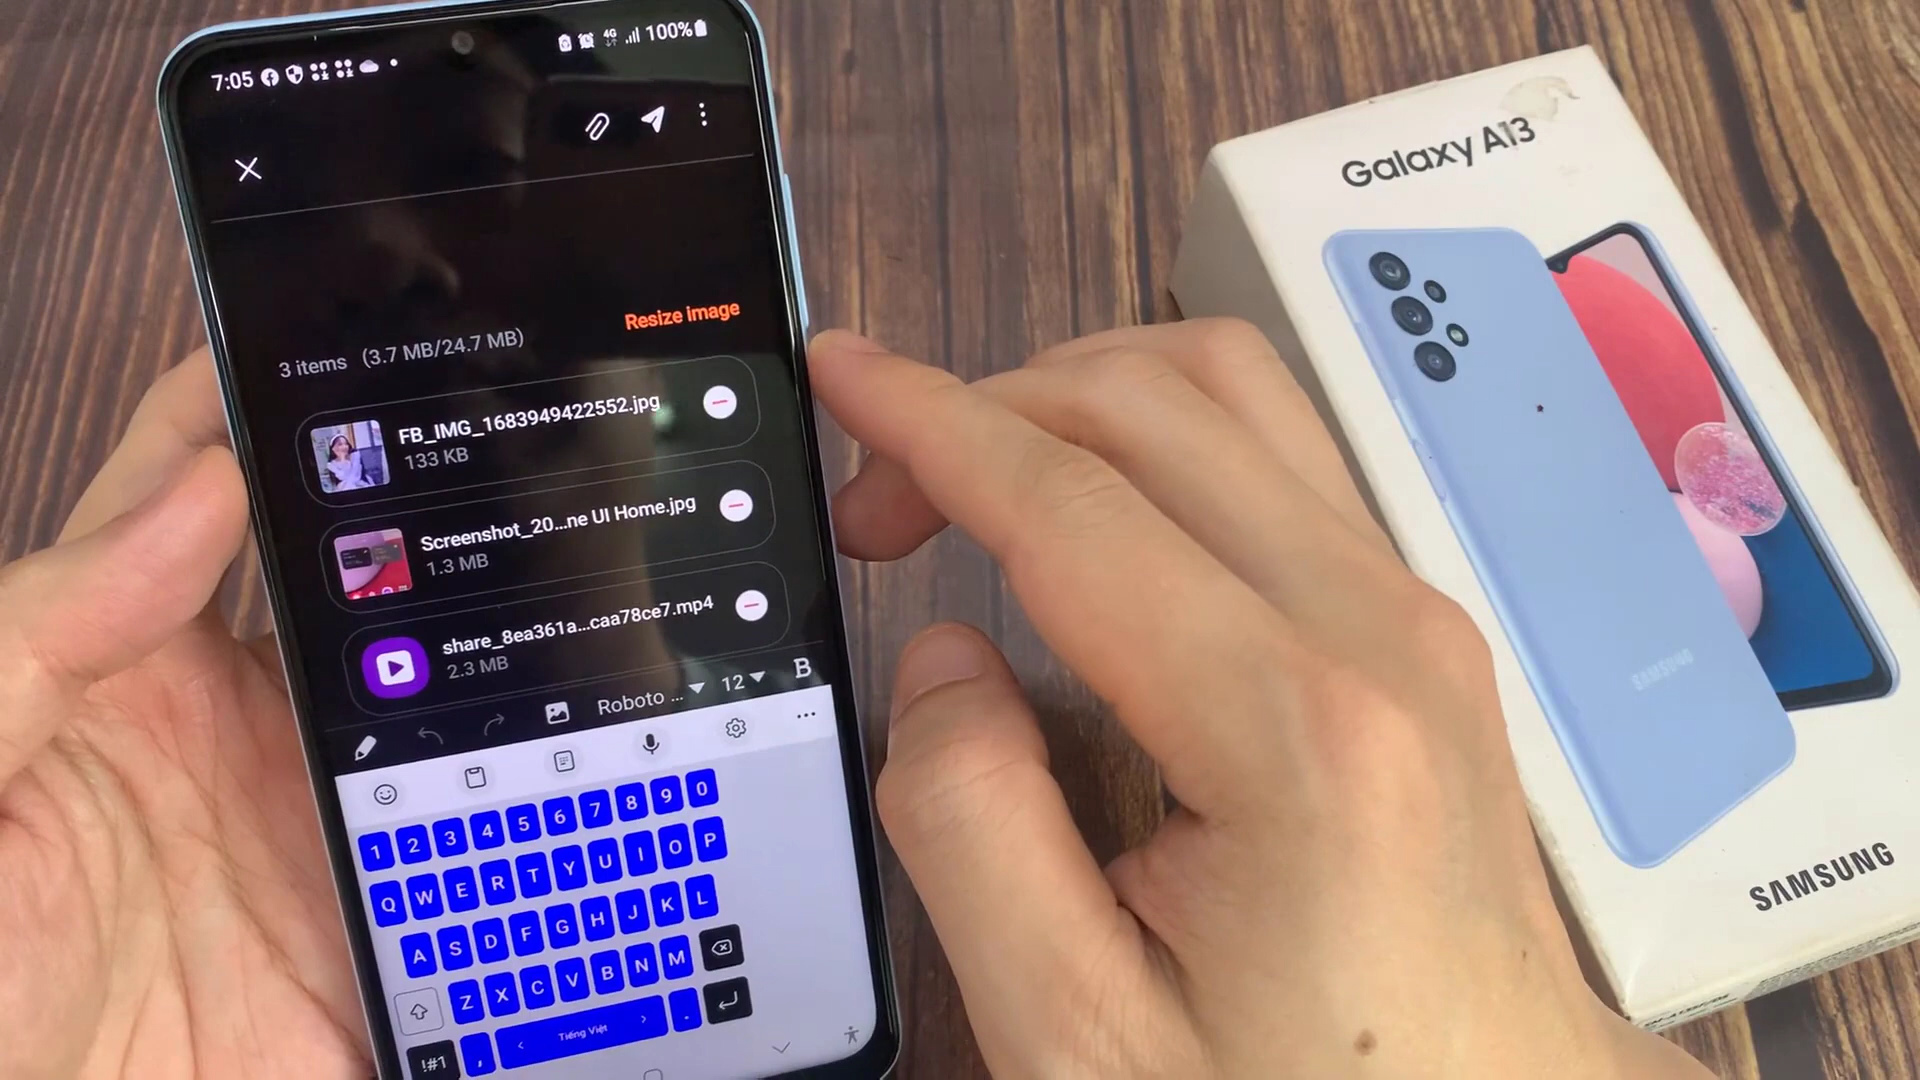 7:05
4G
100%
3 items (3.7 MB/24.7 MB)
Resize image
FB_IMG_1683949422552.jpg
133 KB
Screenshot_20...ne UI Home.jpg
1.3 MB
share_8ea361a...caa78ce7.mp4
2.3 MB
Roboto ...
12
B
1 2 3 4 5 6 7 8 9 0
Q W E R T Y U I O P
A S D F G H J K L
Z X C V B N M
!#1 , < Tiếng Việt > .
Galaxy A13
SAMSUNG
SAMSUNG